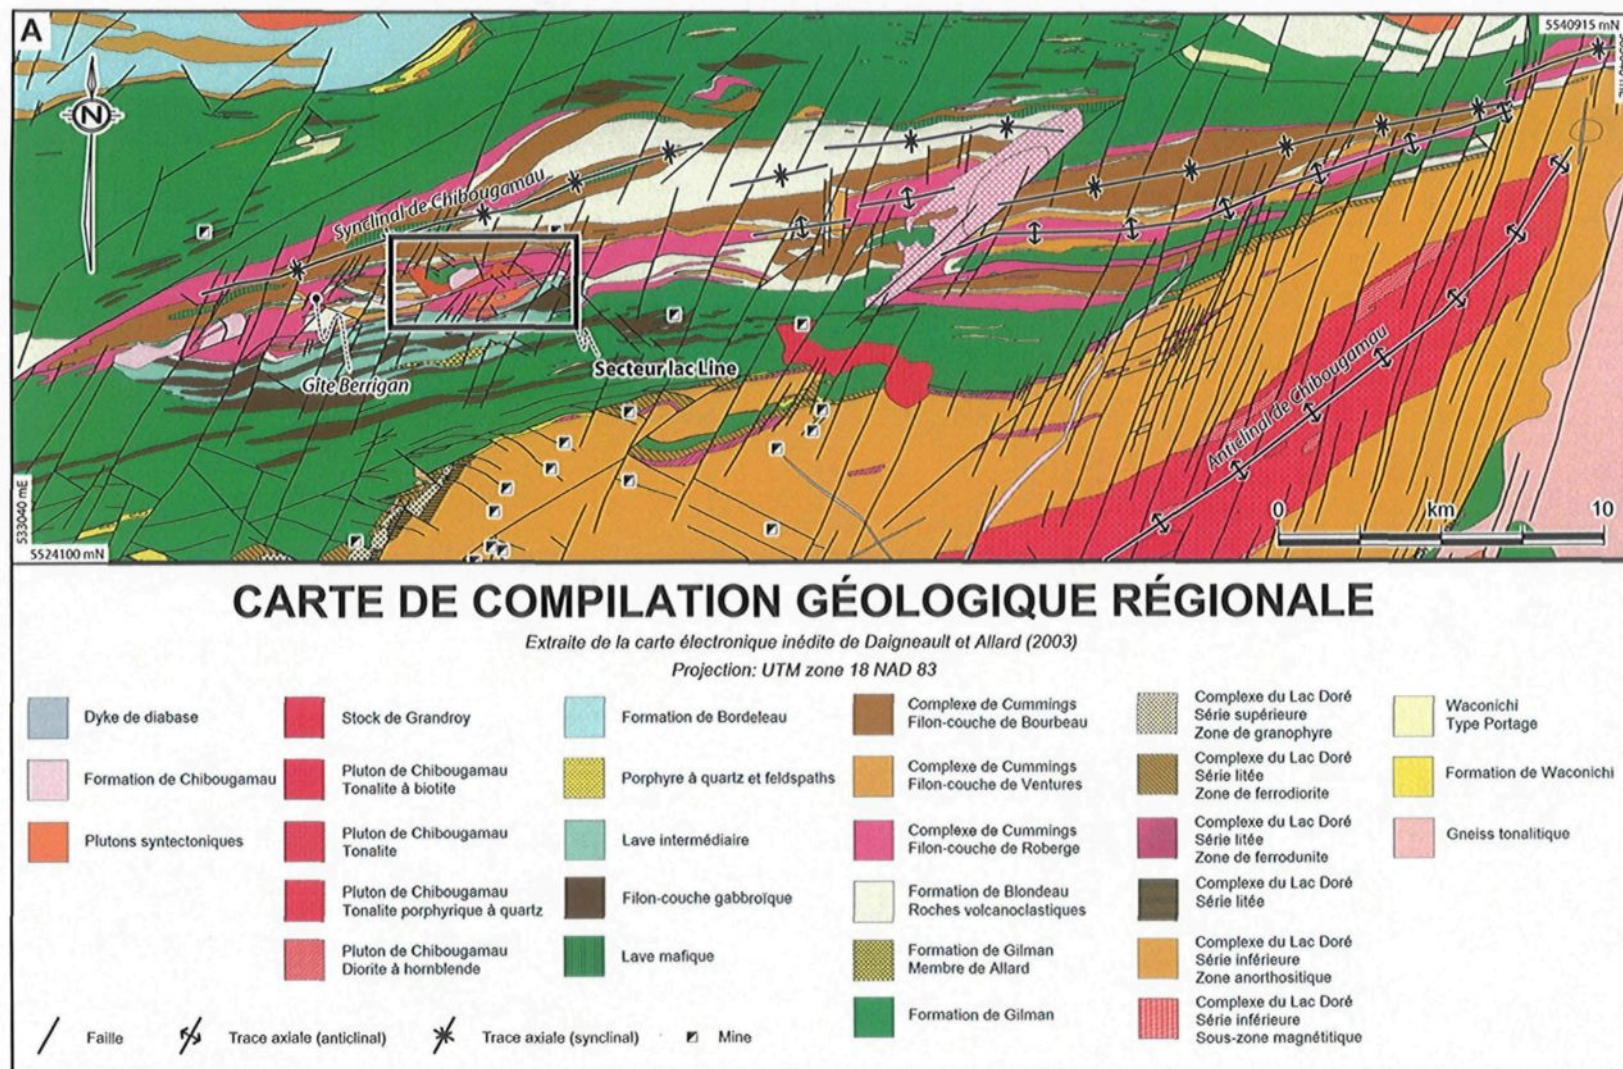 A
5540915 mN
N
Synclinal de Chibougamau
Gîte Berrigan
Secteur lac Line
Anticlinal de Chibougamau
0 km 10
533040 mE
5524100 mN
CARTE DE COMPILATION GÉOLOGIQUE RÉGIONALE
Extraite de la carte électronique inédite de Daigneault et Allard (2003)
Projection: UTM zone 18 NAD 83
Dyke de diabase
Formation de Chibougamau
Plutons syntectoniques
Stock de Grandroy
Pluton de Chibougamau
Tonalite à biotite
Pluton de Chibougamau
Tonalite
Pluton de Chibougamau
Tonalite porphyrique à quartz
Pluton de Chibougamau
Diorite à hornblende
Formation de Bordeleau
Porphyre à quartz et feldspaths
Lave intermédiaire
Filon-couche gabbroïque
Lave mafique
Complexe de Cummings
Filon-couche de Bourbeau
Complexe de Cummings
Filon-couche de Ventures
Complexe de Cummings
Filon-couche de Roberge
Formation de Blondeau
Roches volcanoclastiques
Formation de Gilman
Membre de Allard
Formation de Gilman
Complexe du Lac Doré
Série supérieure
Zone de granophyre
Complexe du Lac Doré
Série litée
Zone de ferrodiorite
Complexe du Lac Doré
Série litée
Zone de ferrodunite
Complexe du Lac Doré
Série litée
Complexe du Lac Doré
Série inférieure
Zone anorthositique
Complexe du Lac Doré
Série inférieure
Sous-zone magnétitique
Waconichi
Type Portage
Formation de Waconichi
Gneiss tonalitique
Faille
Trace axiale (anticlinal)
Trace axiale (synclinal)
Mine